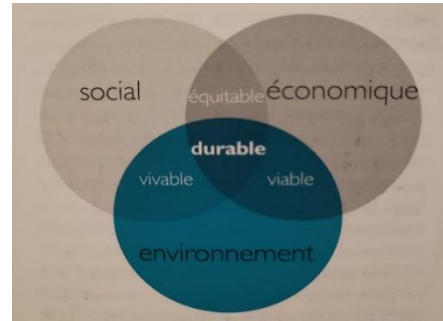 social
équitable
économique
durable
vivable
viable
environnement